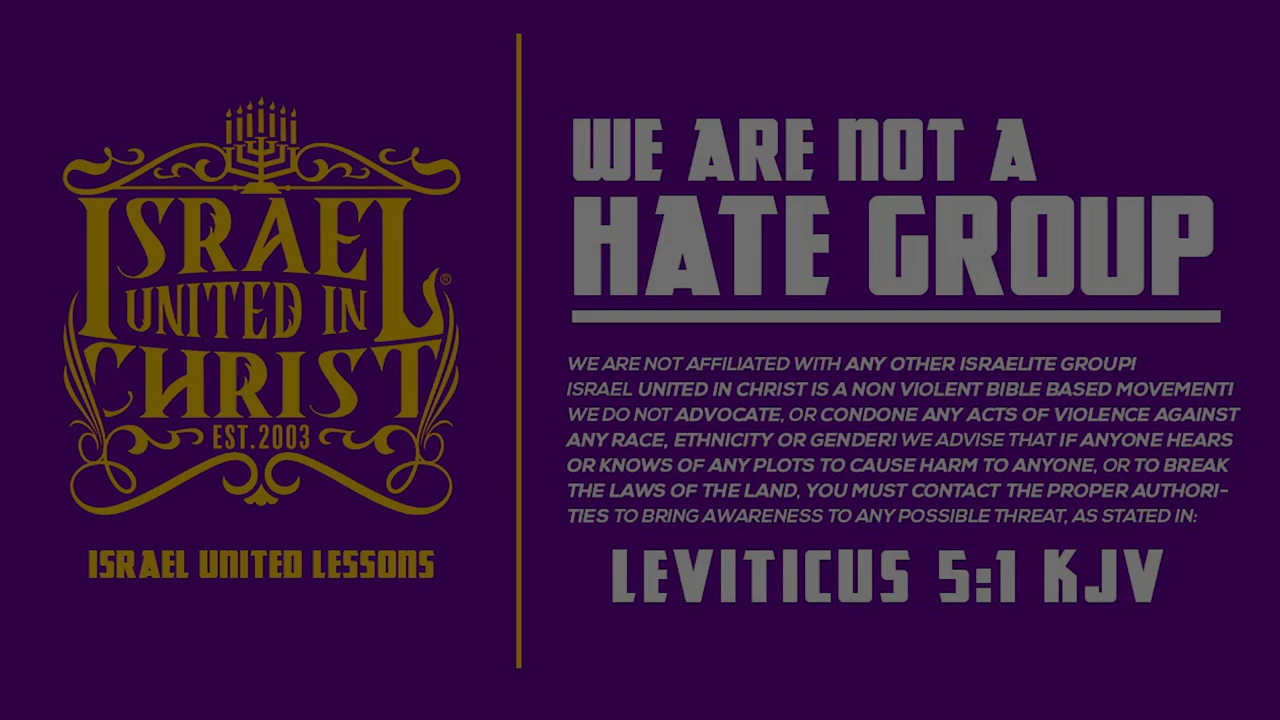 ISRAEL
UNITED IN
CHRIST
®
EST. 2003
ISRAEL UNITED LESSONS
WE ARE NOT A
HATE GROUP
WE ARE NOT AFFILIATED WITH ANY OTHER ISRAELITE GROUP!
ISRAEL UNITED IN CHRIST IS A NON VIOLENT BIBLE BASED MOVEMENT!
WE DO NOT ADVOCATE, OR CONDONE ANY ACTS OF VIOLENCE AGAINST
ANY RACE, ETHNICITY OR GENDER! WE ADVISE THAT IF ANYONE HEARS
OR KNOWS OF ANY PLOTS TO CAUSE HARM TO ANYONE, OR TO BREAK
THE LAWS OF THE LAND, YOU MUST CONTACT THE PROPER AUTHORI-
TIES TO BRING AWARENESS TO ANY POSSIBLE THREAT, AS STATED IN:
LEVITICUS 5:1 KJV